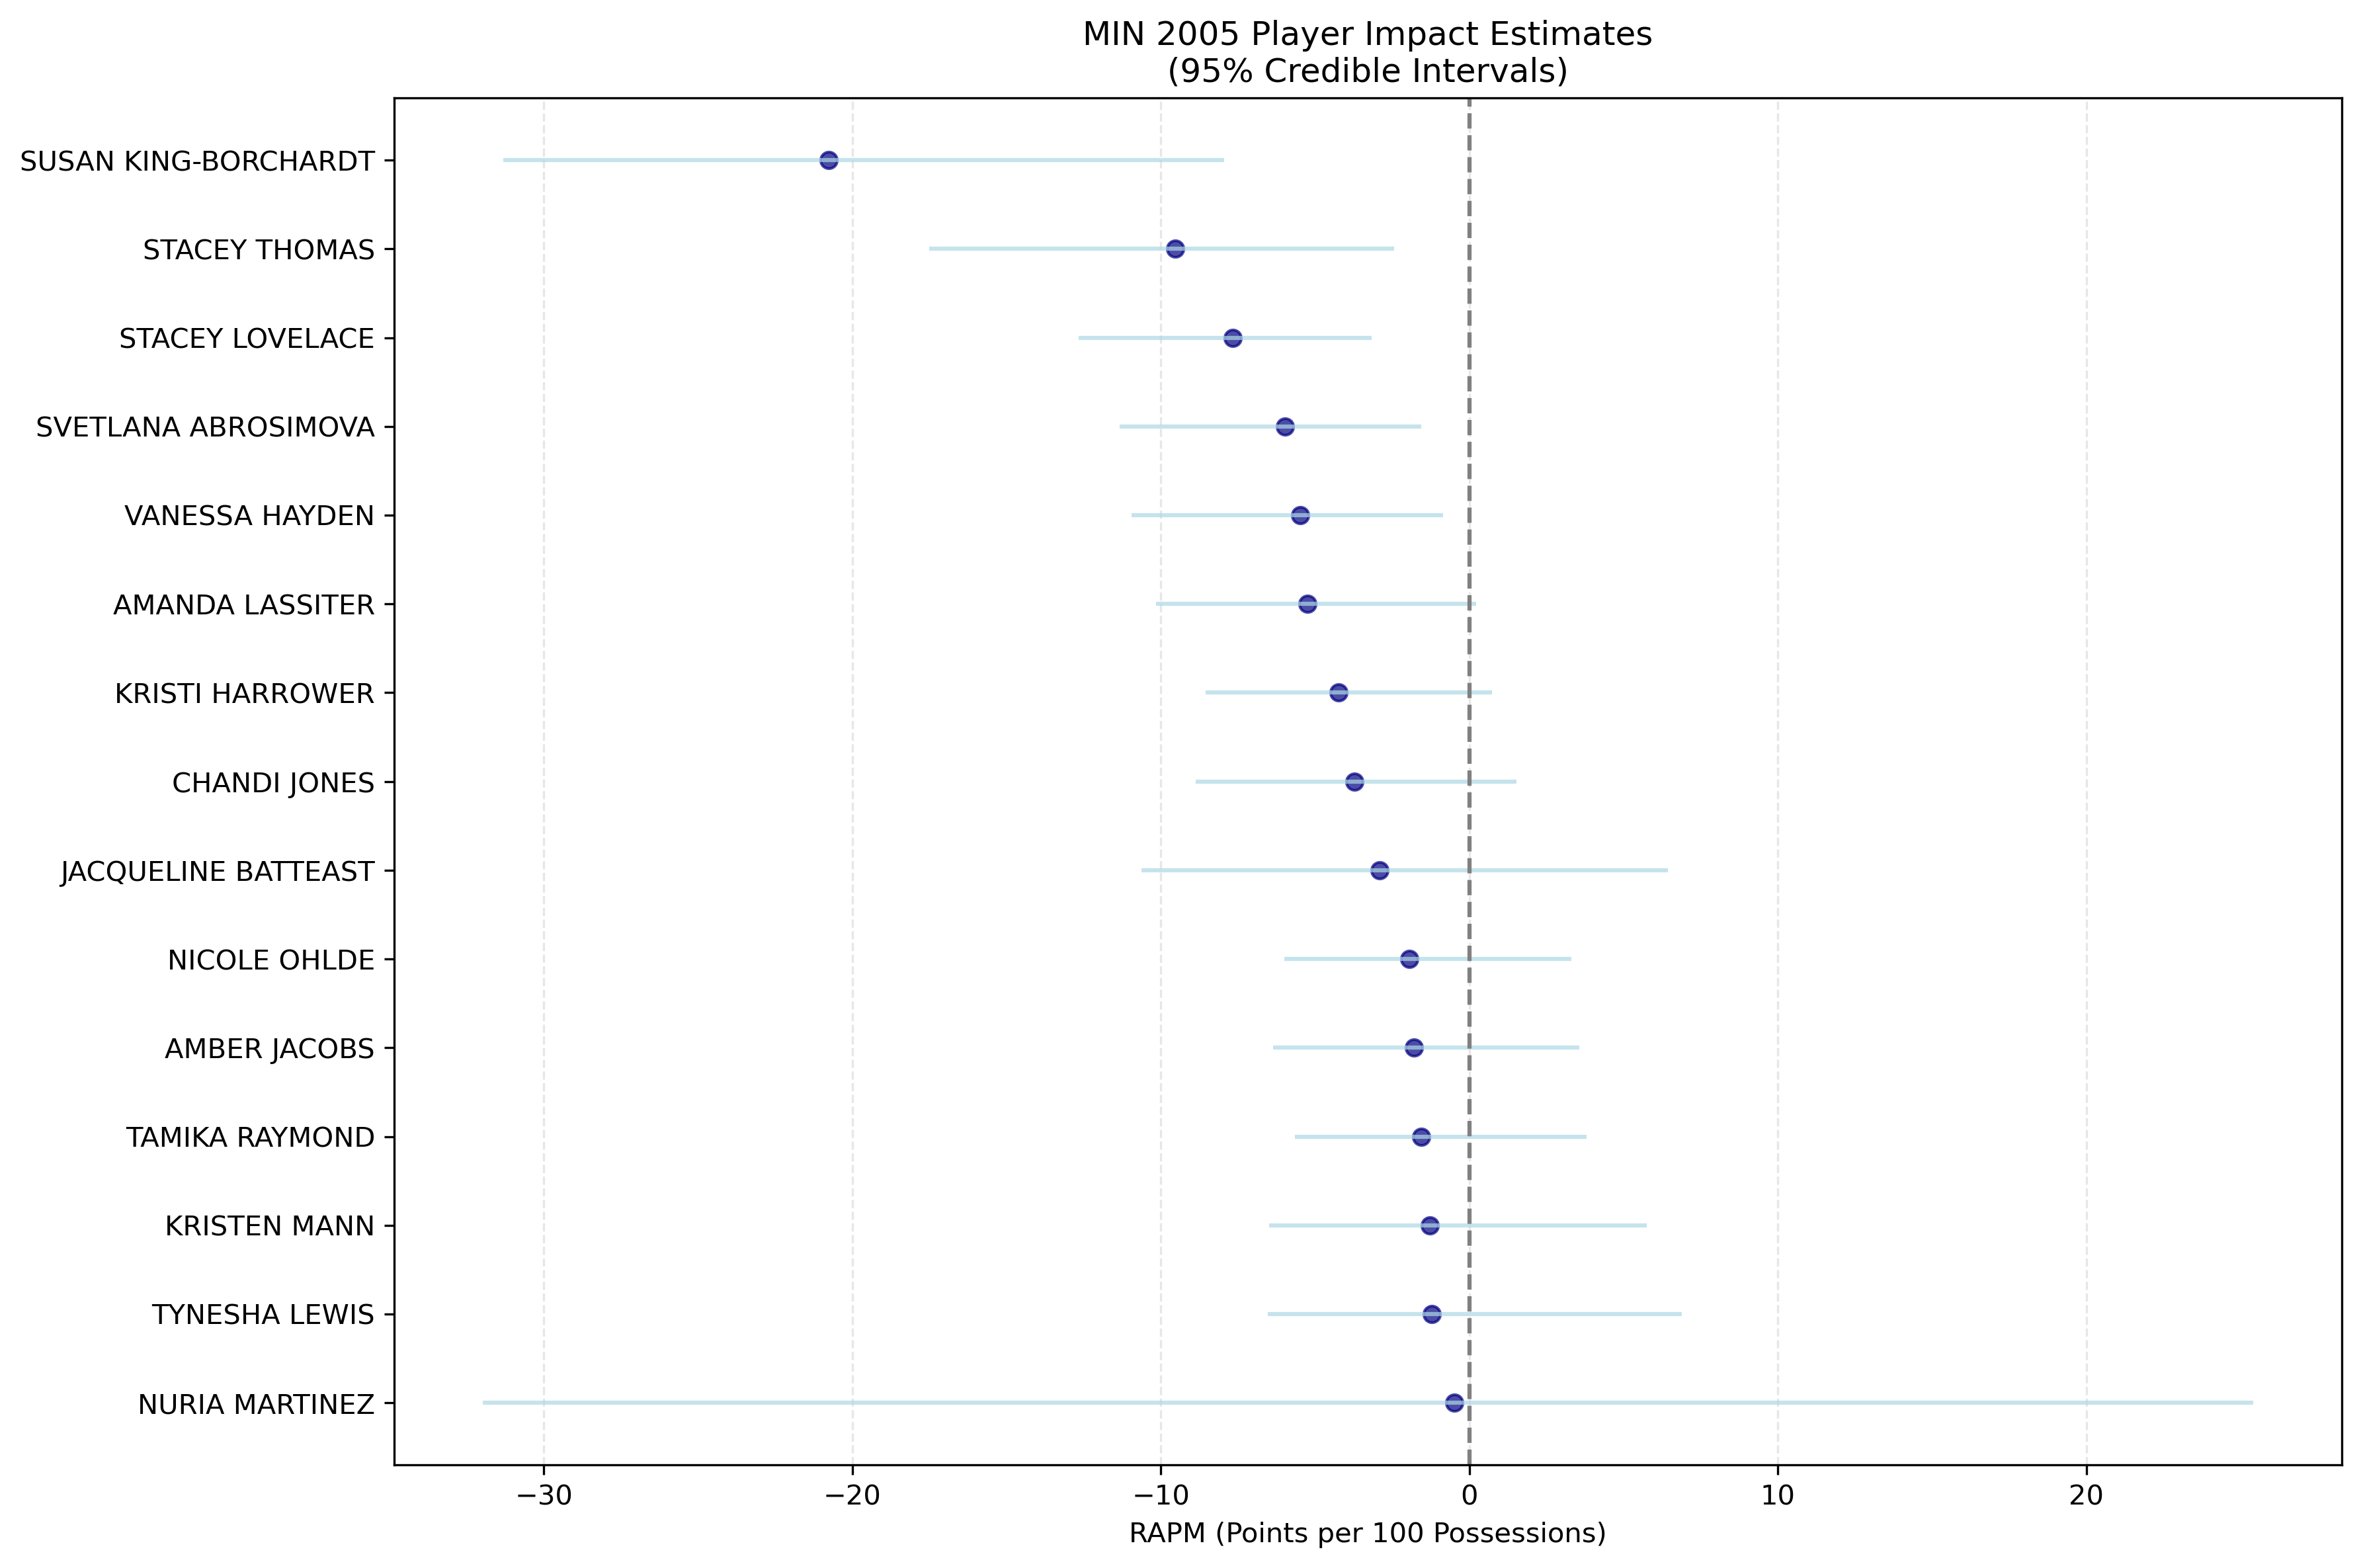 MIN 2005 Player Impact Estimates
(95% Credible Intervals)
SUSAN KING-BORCHARDT
STACEY THOMAS
STACEY LOVELACE
SVETLANA ABROSIMOVA
VANESSA HAYDEN
AMANDA LASSITER
KRISTI HARROWER
CHANDI JONES
JACQUELINE BATTEAST
NICOLE OHLDE
AMBER JACOBS
TAMIKA RAYMOND
KRISTEN MANN
TYNESHA LEWIS
NURIA MARTINEZ
−30 −20 −10 0 10 20
RAPM (Points per 100 Possessions)